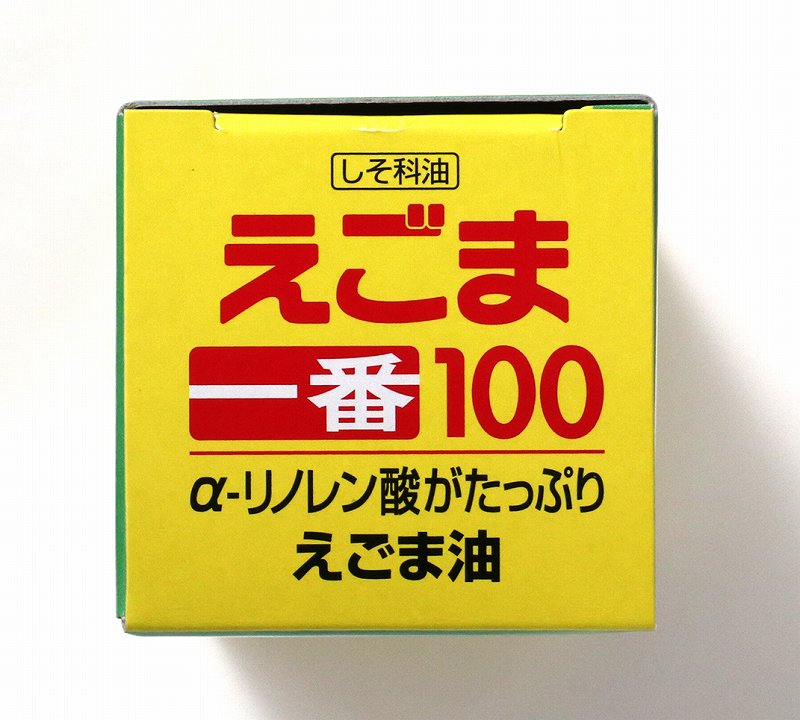 しそ科油
えごま
一番100
α-リノレン酸がたっぷり
えごま油